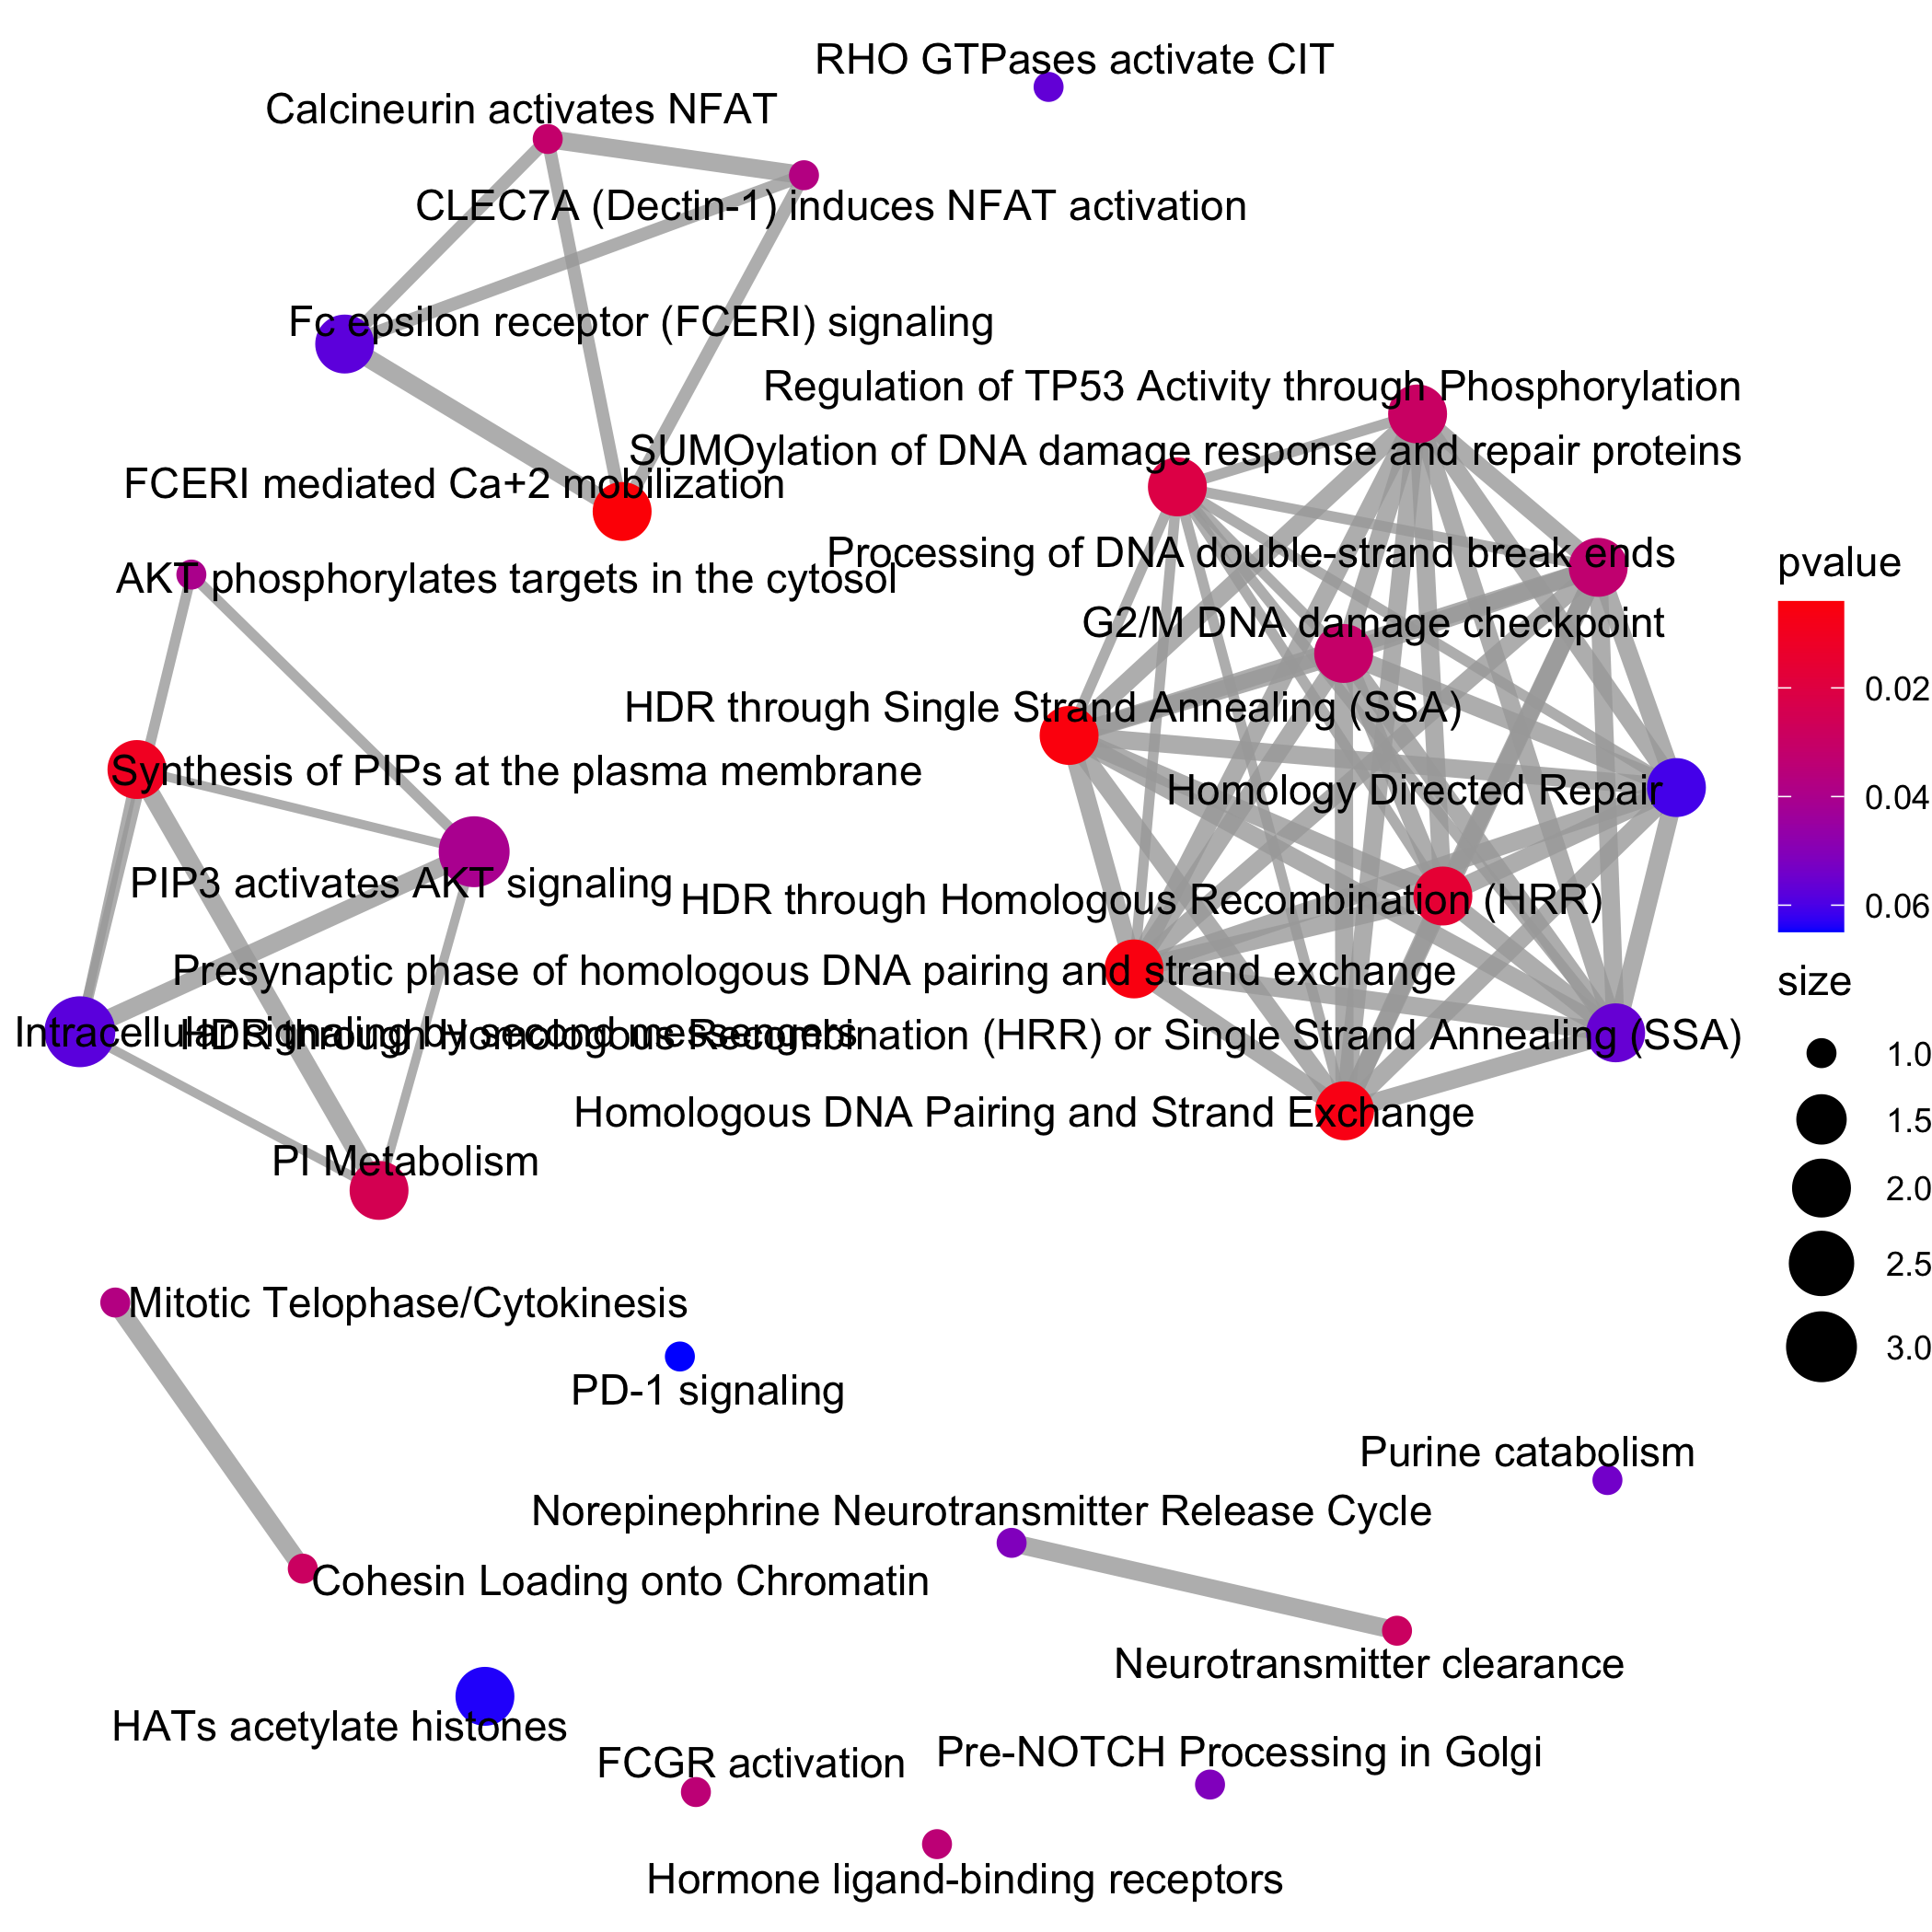 RHO GTPases activate CIT
Calcineurin activates NFAT
CLEC7A (Dectin-1) induces NFAT activation
Fc epsilon receptor (FCERI) signaling
Regulation of TP53 Activity through Phosphorylation
SUMOylation of DNA damage response and repair proteins
FCERI mediated Ca+2 mobilization
Processing of DNA double-strand break ends
AKT phosphorylates targets in the cytosol
G2/M DNA damage checkpoint
HDR through Single Strand Annealing (SSA)
Synthesis of PIPs at the plasma membrane
Homology Directed Repair
PIP3 activates AKT signaling
HDR through Homologous Recombination (HRR)
Presynaptic phase of homologous DNA pairing and strand exchange
Intracellular signaling by second messengers
HDR through Homologous Recombination (HRR) or Single Strand Annealing (SSA)
Homologous DNA Pairing and Strand Exchange
PI Metabolism
Mitotic Telophase/Cytokinesis
PD-1 signaling
Purine catabolism
Norepinephrine Neurotransmitter Release Cycle
Cohesin Loading onto Chromatin
Neurotransmitter clearance
HATs acetylate histones
FCGR activation
Pre-NOTCH Processing in Golgi
Hormone ligand-binding receptors
pvalue
0.02
0.04
0.06
size
1.0
1.5
2.0
2.5
3.0